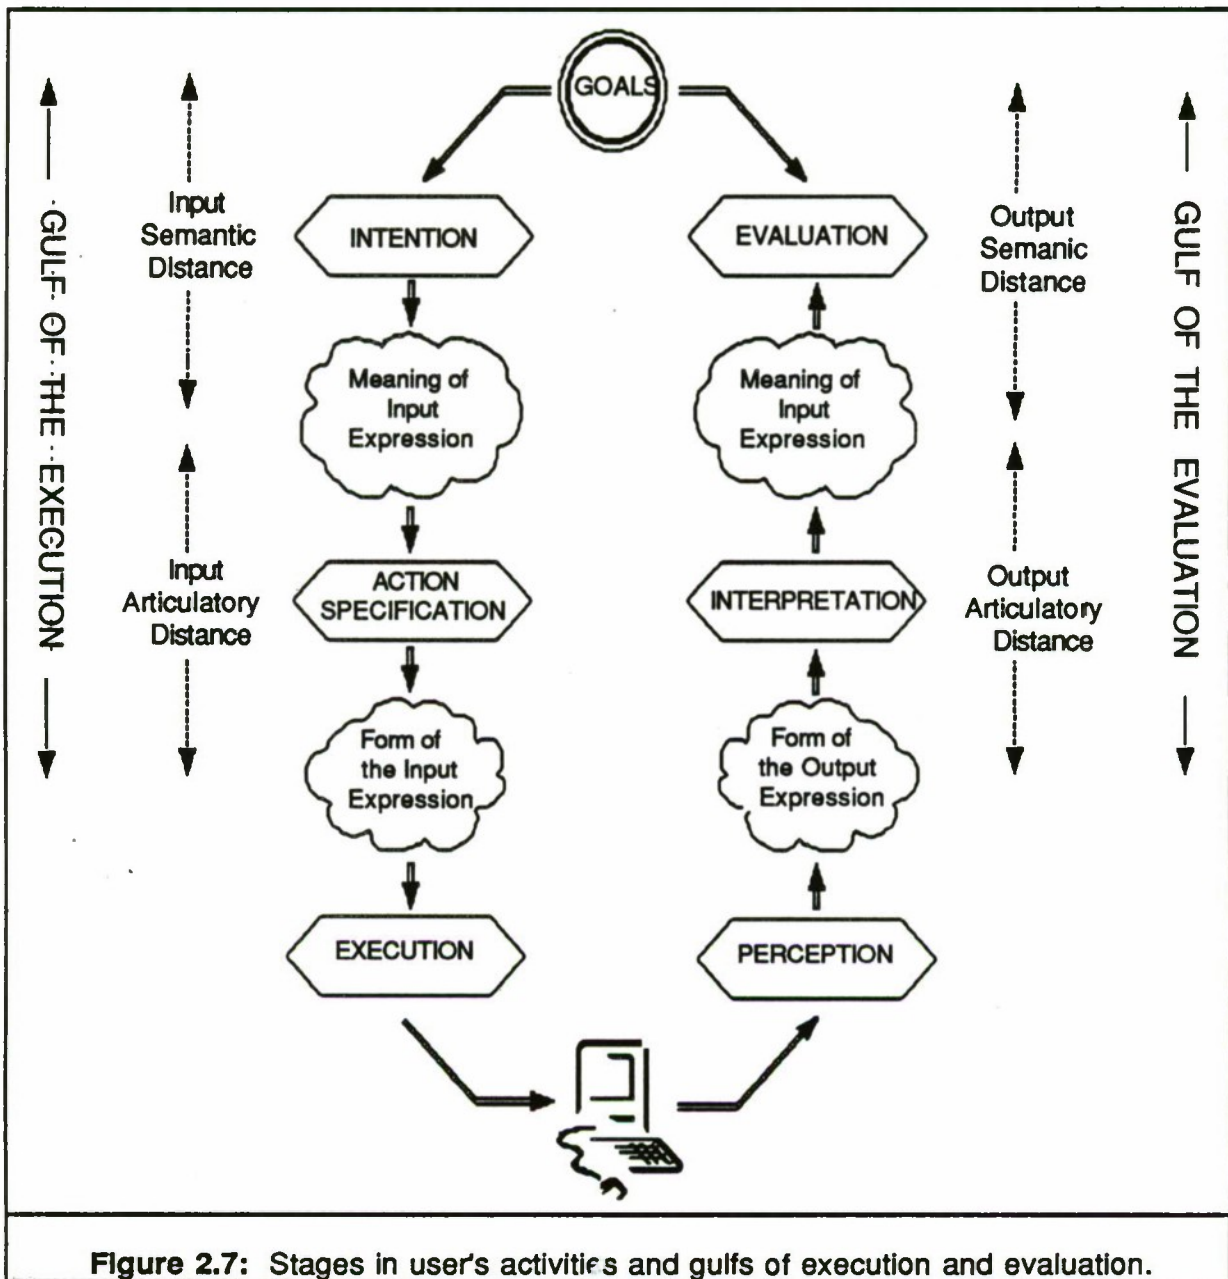 GOALS
GULF OF THE EXECUTION
Input
Semantic
Distance
INTENTION
Meaning of
Input
Expression
Input
Articulatory
Distance
ACTION
SPECIFICATION
Form of
the Input
Expression
EXECUTION
EVALUATION
Meaning of
Input
Expression
INTERPRETATION
Form of
the Output
Expression
PERCEPTION
Output
Semanic
Distance
Output
Articulatory
Distance
GULF OF THE EVALUATION
Figure 2.7: Stages in user's activities and gulfs of execution and evaluation.